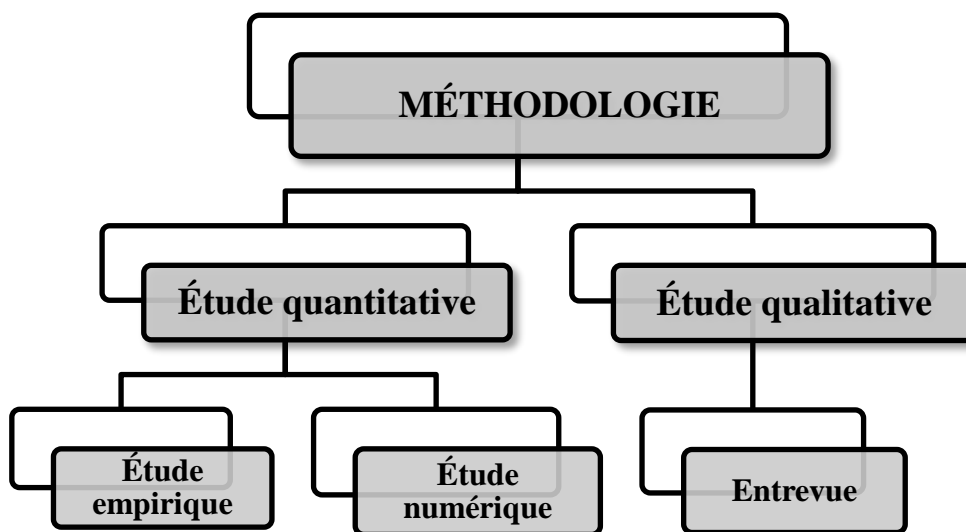 MÉTHODOLOGIE
Étude quantitative
Étude qualitative
Étude
empirique
Étude
numérique
Entrevue